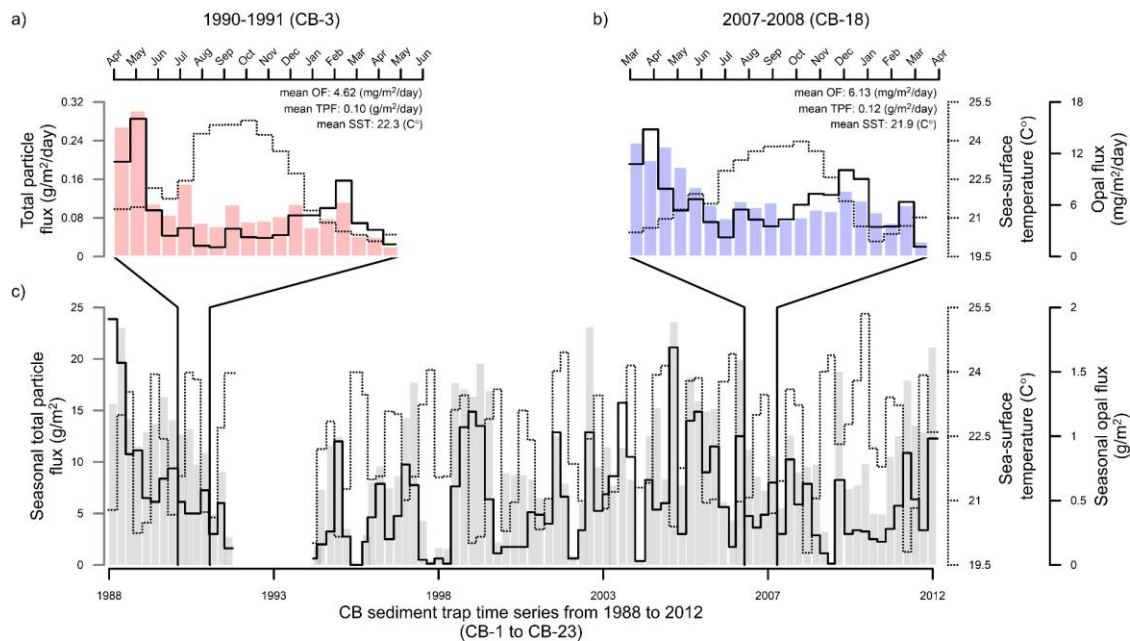 a)
1990-1991 (CB-3)
Apr May Jun Jul Aug Sep Oct Nov Dec Jan Feb Mar Apr May Jun
mean OF: 4.62 (mg/m²/day)
mean TPF: 0.10 (g/m²/day)
mean SST: 22.3 (C°)
0.32
0.24
0.16
0.08
0
Total particle
flux (g/m²/day)
b)
2007-2008 (CB-18)
Mar Apr May Jun Jul Aug Sep Oct Nov Dec Jan Feb Mar Apr
mean OF: 6.13 (mg/m²/day)
mean TPF: 0.12 (g/m²/day)
mean SST: 21.9 (C°)
25.5
24
22.5
21
19.5
Sea-surface
temperature (C°)
18
12
6
0
Opal flux
(mg/m²/day)
c)
25
20
15
10
5
0
Seasonal total particle
flux (g/m²)
25.5
24
22.5
21
19.5
Sea-surface
temperature (C°)
2
1.5
1
0.5
0
Seasonal opal flux
(g/m²)
1988 1993 1998 2003 2007 2012
CB sediment trap time series from 1988 to 2012
(CB-1 to CB-23)